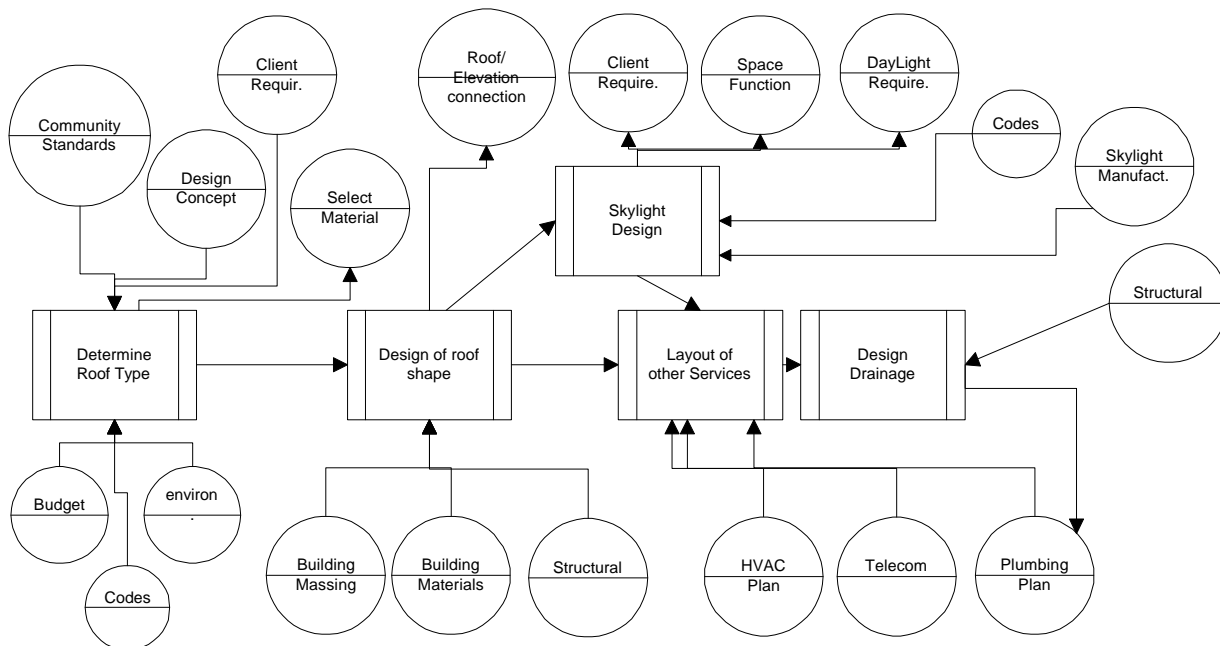 Client
Requir.
Roof/
Elevation
connection
Client
Require.
Space
Function
DayLight
Require.
Codes
Community
Standards
Design
Concept
Select
Material
Skylight
Manufact.
Skylight
Design
Structural
Determine
Roof Type
Design of roof
shape
Layout of
other Services
Design
Drainage
Budget
environ
.
Codes
Building
Massing
Building
Materials
Structural
HVAC
Plan
Telecom
Plumbing
Plan